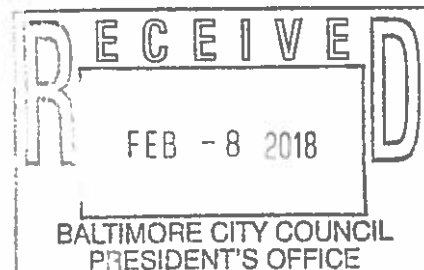 RECEIVED
FEB - 8 2018
BALTIMORE CITY COUNCIL
PRESIDENT'S OFFICE